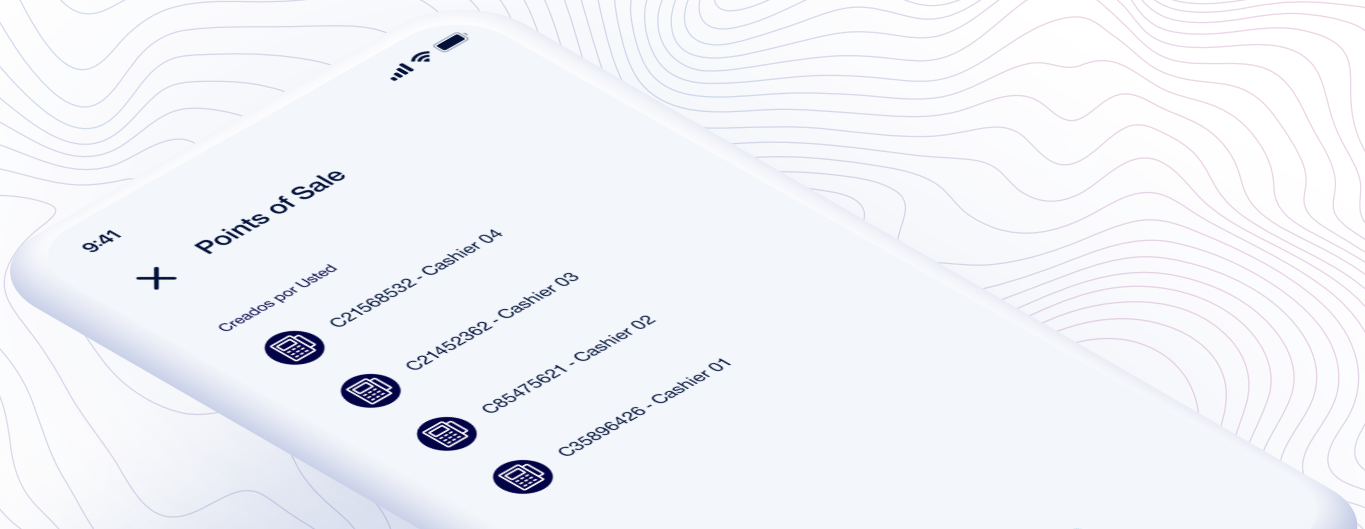 9:41
Points of Sale
Creados por Usted
C21568532 - Cashier 04
C21452362 - Cashier 03
C85475621 - Cashier 02
C35896426 - Cashier 01